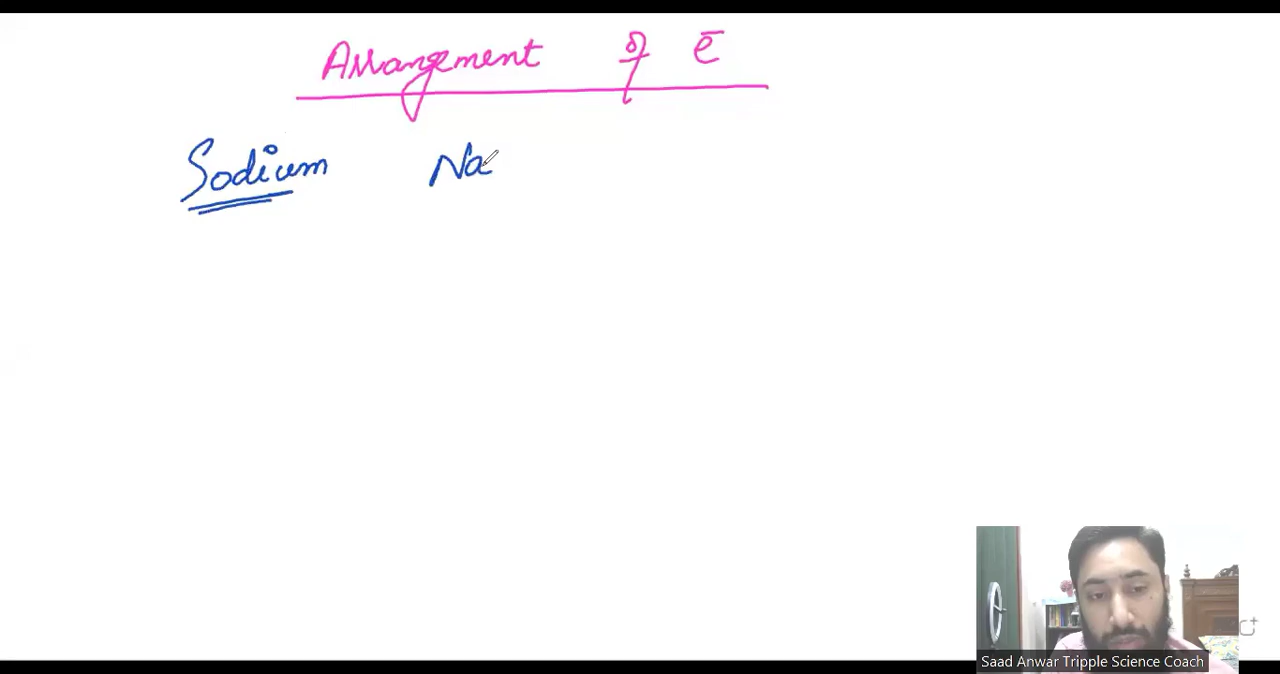 Arrangement of ē
Sodium Na
Saad Anwar Tripple Science Coach